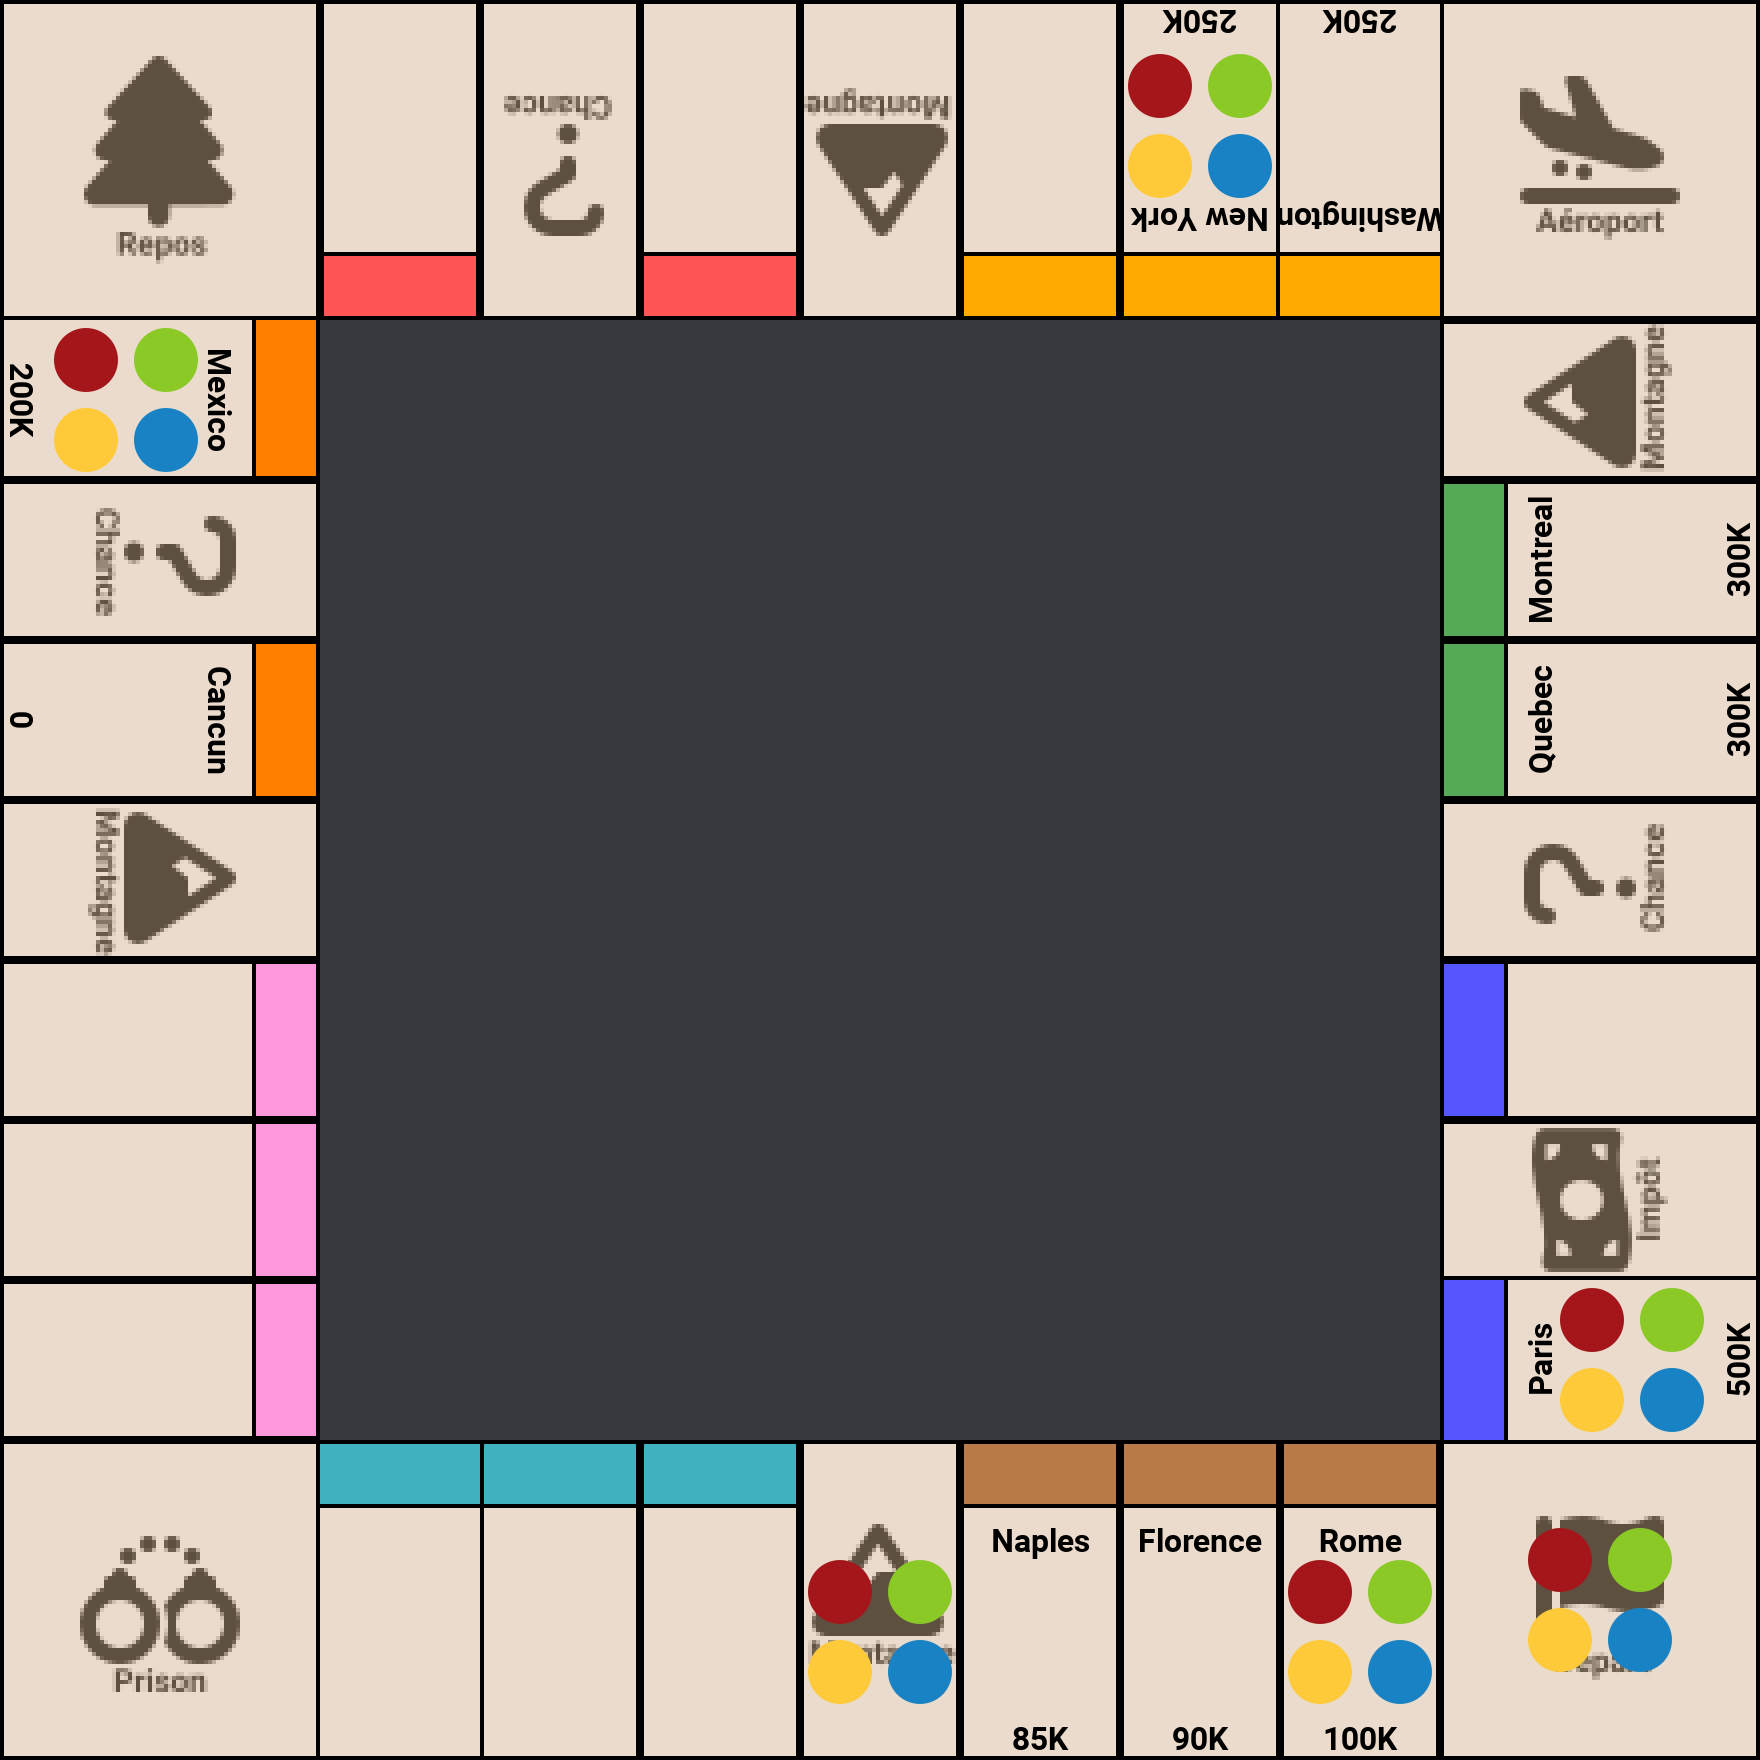 Repos
Chance
Montagne
250K
New York
250K
Washington
Aéroport
Mexico
200K
Montagne
Chance
Montreal
300K
Cancun
0
Quebec
300K
Montagne
Chance
Impôt
Paris
500K
Prison
Naples
85K
Florence
90K
Rome
100K